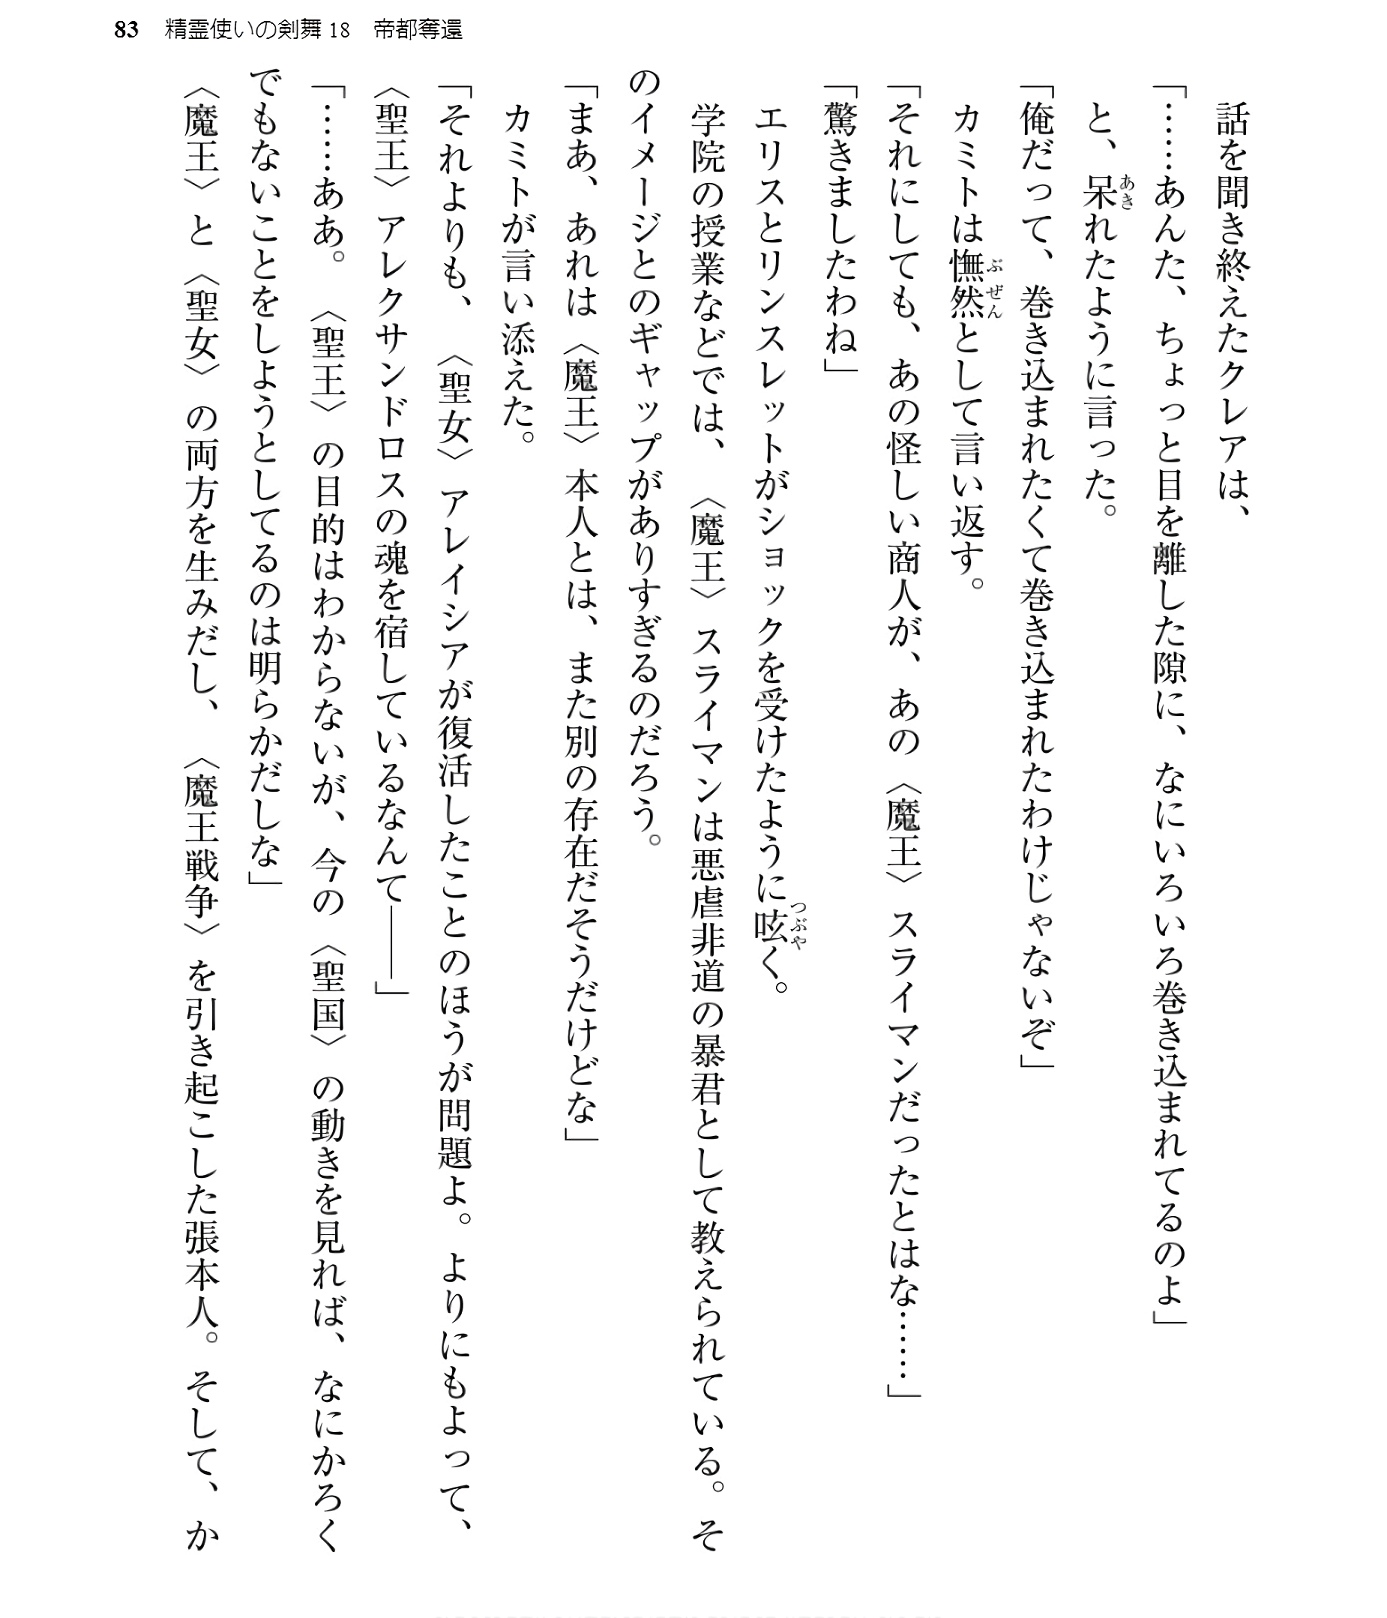 83 精霊使いの剣舞18 帝都奪還
　話を聞き終えたクレアは、
「……あんた、ちょっと目を離した隙に、なにいろいろ巻き込まれてるのよ」
　と、呆れたように言った。
「俺だって、巻き込まれたくて巻き込まれたわけじゃないぞ」
　カミトは憮然として言い返す。
「それにしても、あの怪しい商人が、あの〈魔王〉スライマンだったとはな……」
「驚きましたわね」
　エリスとリンスレットがショックを受けたように呟く。
　学院の授業などでは、〈魔王〉スライマンは悪虐非道の暴君として教えられている。そ
のイメージとのギャップがありすぎるのだろう。
「まあ、あれは〈魔王〉本人とは、また別の存在だそうだけどな」
　カミトが言い添えた。
「それよりも、〈聖女〉アレイシアが復活したことのほうが問題よ。よりにもよって、
〈聖王〉アレクサンドロスの魂を宿しているなんて――」
「……ああ。〈聖王〉の目的はわからないが、今の〈聖国〉の動きを見れば、なにかろく
でもないことをしようとしてるのは明らかだしな」
〈魔王〉と〈聖女〉の両方を生みだし、〈魔王戦争〉を引き起こした張本人。そして、か